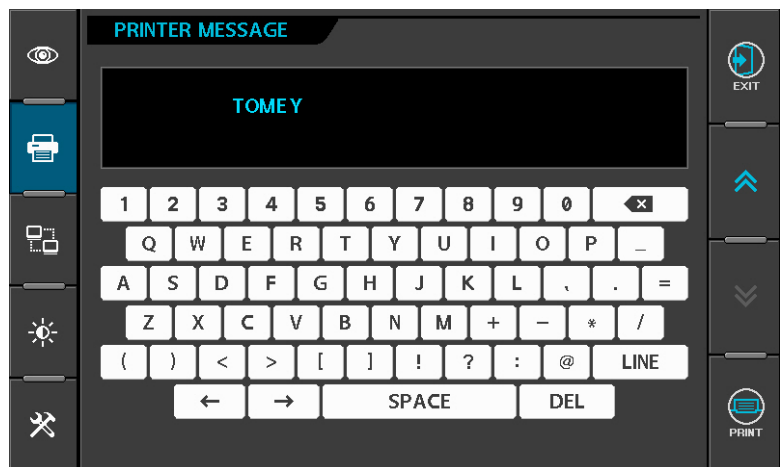 PRINTER MESSAGE
EXIT
TOMEY
1 2 3 4 5 6 7 8 9 0
Q W E R T Y U I O P _
A S D F G H J K L 、 . =
Z X C V B N M + − * /
( ) < > [ ] ! ? : @ LINE
← → SPACE DEL
PRINT